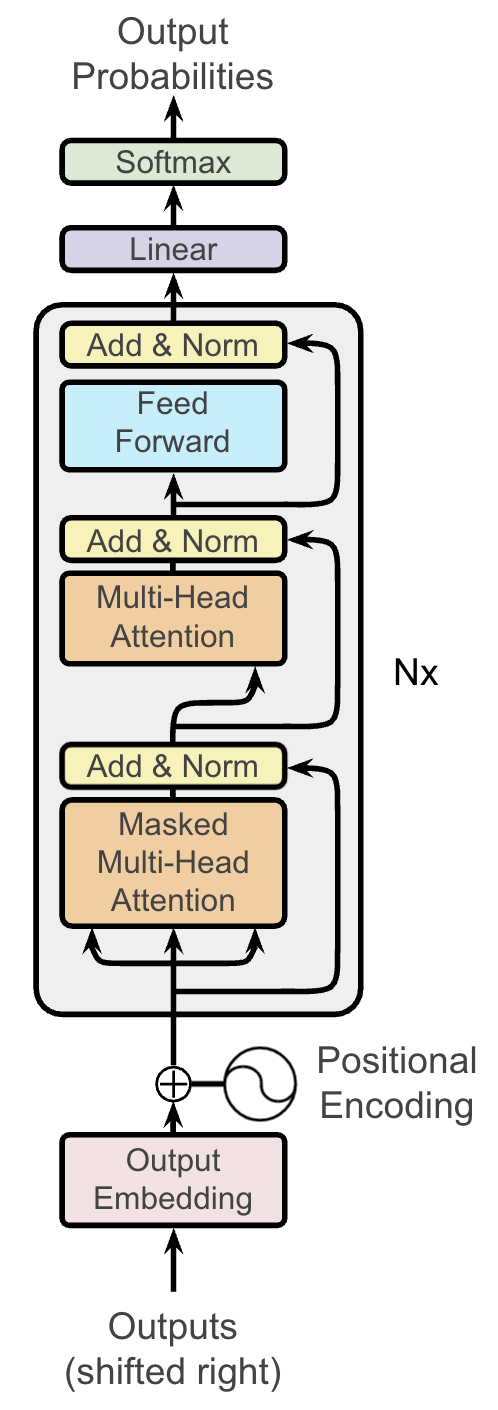 Output
Probabilities
Softmax
Linear
Add & Norm
Feed
Forward
Add & Norm
Multi-Head
Attention
Nx
Add & Norm
Masked
Multi-Head
Attention
Positional
Encoding
Output
Embedding
Outputs
(shifted right)